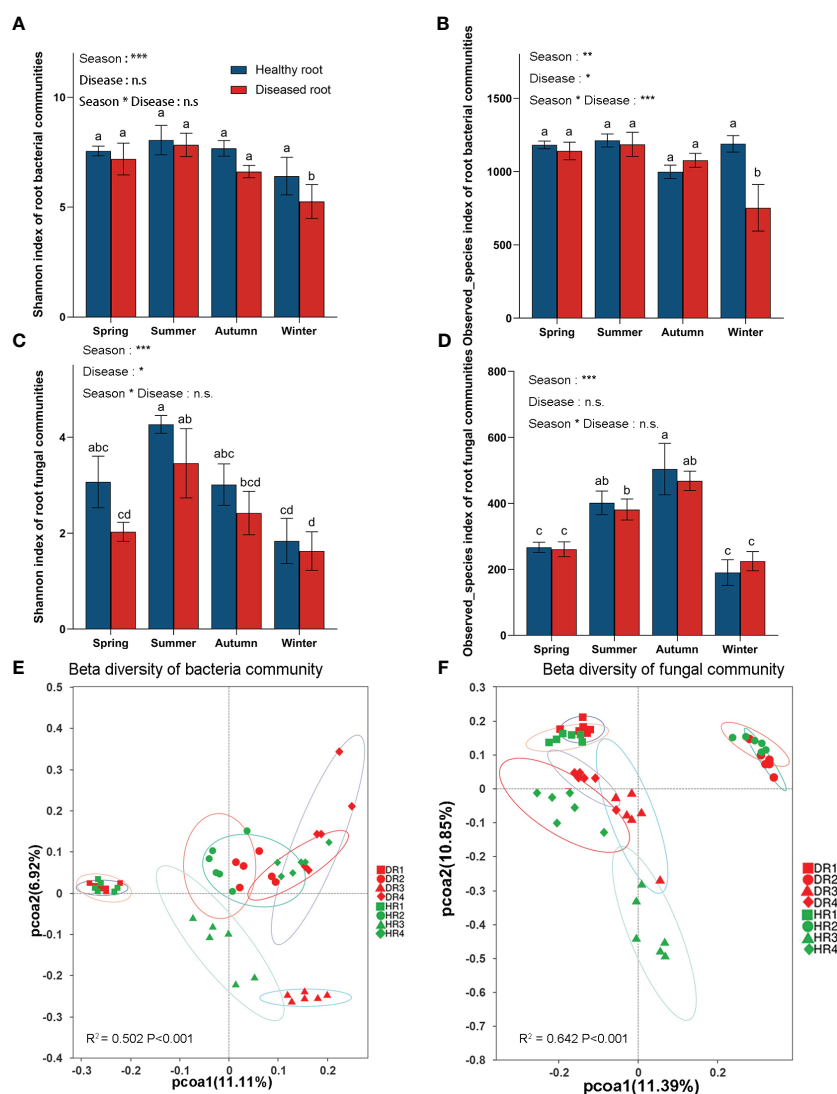 A
Shannon index of root bacterial communities
Season : ***
Disease : n.s
Season * Disease : n.s
Healthy root
Diseased root
10
5
0
a a a a a a a b
Spring Summer Autumn Winter
B
Observed_species index of root bacterial communities
Season : **
Disease : *
Season * Disease : ***
1500
1000
500
0
a a a a a a a b
Spring Summer Autumn Winter
C
Shannon index of root fungal communities
Season : ***
Disease : *
Season * Disease : n.s.
4
2
0
abc cd a ab abc bcd cd d
Spring Summer Autumn Winter
D
Observed_species index of root fungal communities
Season : ***
Disease : n.s.
Season * Disease : n.s.
800
600
400
200
0
c c ab b a ab c c
Spring Summer Autumn Winter
E
Beta diversity of bacteria community
pcoa2(6.92%)
0.5
0.4
0.3
0.2
0.1
0
-0.1
-0.2
-0.3
-0.4
R2 = 0.502 P<0.001
-0.3 -0.2 -0.1 0 0.1 0.2
pcoa1(11.11%)
DR1
DR2
DR3
DR4
HR1
HR2
HR3
HR4
F
Beta diversity of fungal community
pcoa2(10.85%)
0.3
0.2
0.1
0
-0.1
-0.2
-0.3
-0.4
-0.5
-0.6
-0.7
-0.8
R2 = 0.642 P<0.001
-0.2 0 0.2
pcoa1(11.39%)
DR1
DR2
DR3
DR4
HR1
HR2
HR3
HR4